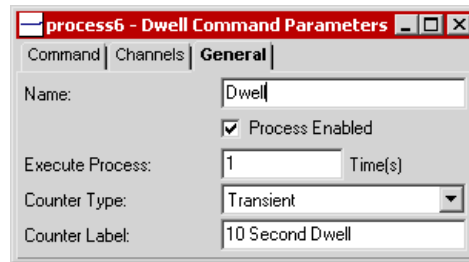 process6 - Dwell Command Parameters
Command Channels General
Name: Dwell
Process Enabled
Execute Process: 1 Time(s)
Counter Type: Transient
Counter Label: 10 Second Dwell